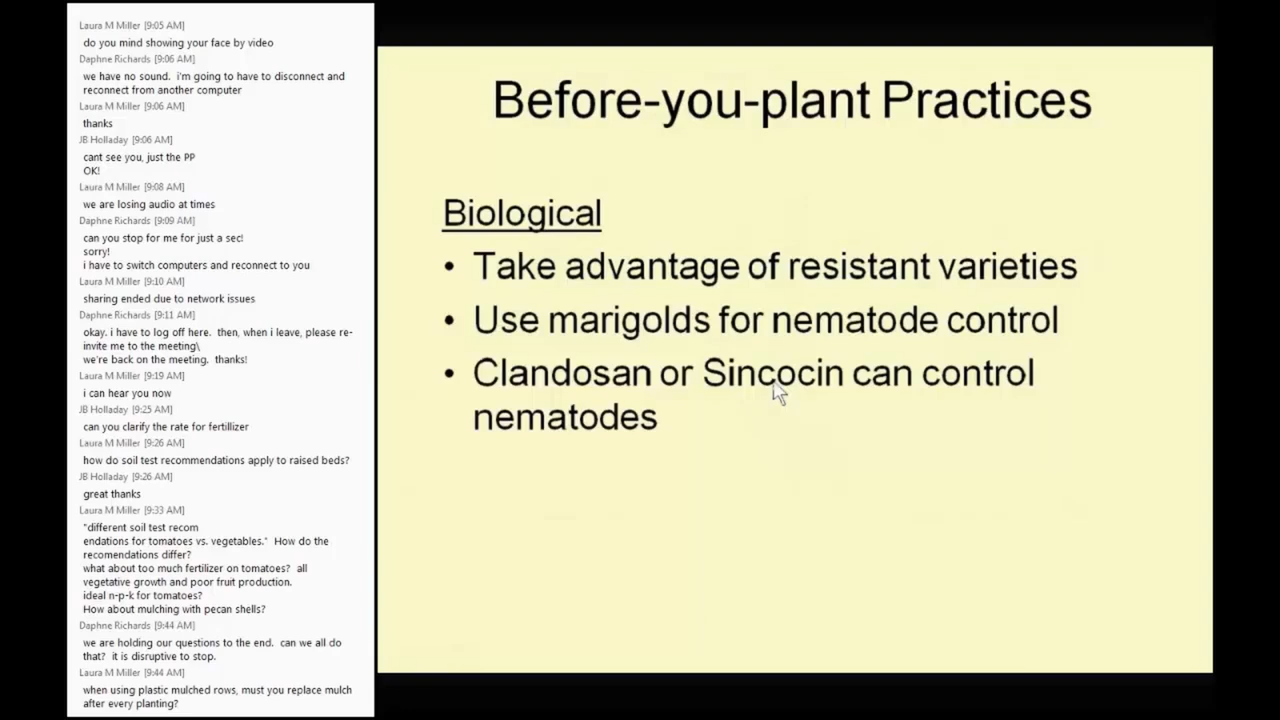 Laura M Miller [9:05 AM]
do you mind showing your face by video
Daphne Richards [9:06 AM]
we have no sound. i'm going to have to disconnect and
reconnect from another computer
Laura M Miller [9:06 AM]
thanks
JB Holladay [9:06 AM]
cant see you, just the PP
OK!
Laura M Miller [9:08 AM]
we are losing audio at times
Daphne Richards [9:09 AM]
can you stop for me for just a sec!
sorry!
i have to switch computers and reconnect to you
Laura M Miller [9:10 AM]
sharing ended due to network issues
Daphne Richards [9:11 AM]
okay. i have to log off here. then, when i leave, please re-
invite me to the meeting\
we're back on the meeting. thanks!
Laura M Miller [9:19 AM]
i can hear you now
JB Holladay [9:25 AM]
can you clarify the rate for fertillizer
Laura M Miller [9:26 AM]
how do soil test recommendations apply to raised beds?
JB Holladay [9:26 AM]
great thanks
Laura M Miller [9:33 AM]
"different soil test recom
endations for tomatoes vs. vegetables." How do the
recomendations differ?
what about too much fertilizer on tomatoes? all
vegetative growth and poor fruit production.
ideal n-p-k for tomatoes?
How about mulching with pecan shells?
Daphne Richards [9:44 AM]
we are holding our questions to the end. can we all do
that? it is disruptive to stop.
Laura M Miller [9:44 AM]
when using plastic mulched rows, must you replace mulch
after every planting?
Before-you-plant Practices
Biological
• Take advantage of resistant varieties
• Use marigolds for nematode control
• Clandosan or Sincocin can control
nematodes